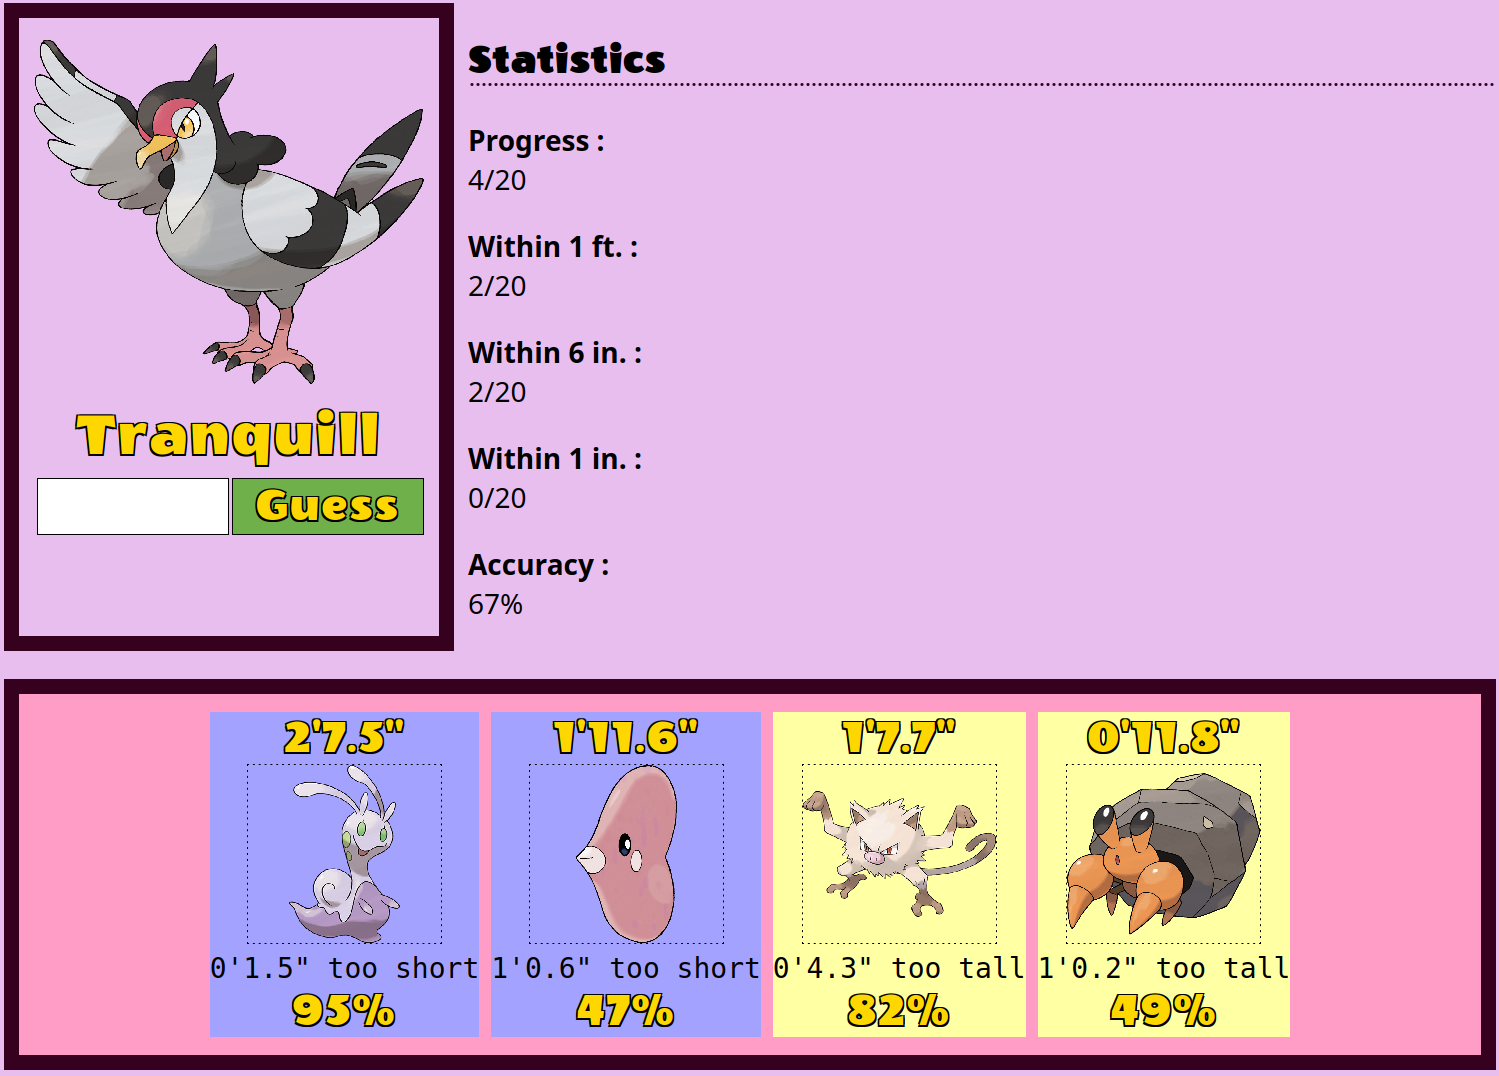 Statistics
Progress :
4/20
Within 1 ft. :
2/20
Within 6 in. :
2/20
Within 1 in. :
0/20
Accuracy :
67%
Tranquill
Guess
2'7.5" 1'11.6" 1'7.7" 0'11.8"
0'1.5" too short 1'0.6" too short 0'4.3" too tall 1'0.2" too tall
95% 47% 82% 49%